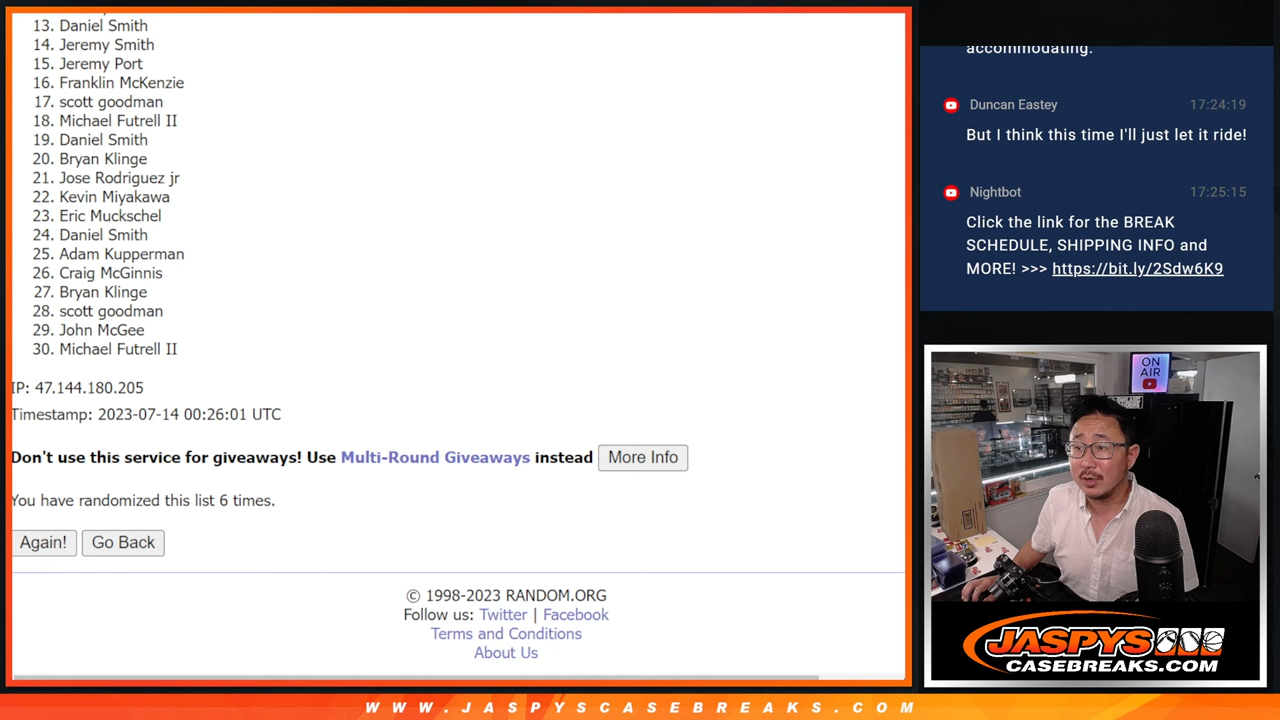 13. Daniel Smith
14. Jeremy Smith
15. Jeremy Port
16. Franklin McKenzie
17. scott goodman
18. Michael Futrell II
19. Daniel Smith
20. Bryan Klinge
21. Jose Rodriguez jr
22. Kevin Miyakawa
23. Eric Muckschel
24. Daniel Smith
25. Adam Kupperman
26. Craig McGinnis
27. Bryan Klinge
28. scott goodman
29. John McGee
30. Michael Futrell II
IP: 47.144.180.205
Timestamp: 2023-07-14 00:26:01 UTC
Don't use this service for giveaways! Use Multi-Round Giveaways instead More Info
You have randomized this list 6 times.
Again! Go Back
© 1998-2023 RANDOM.ORG
Follow us: Twitter | Facebook
Terms and Conditions
About Us
accommodating.
Duncan Eastey 17:24:19
But I think this time I'll just let it ride!
Nightbot 17:25:15
Click the link for the BREAK
SCHEDULE, SHIPPING INFO and
MORE! >>> https://bit.ly/2Sdw6K9
ON
AIR
JASPYS
CASEBREAKS.COM
WWW.JASPYSCASEBREAKS.COM